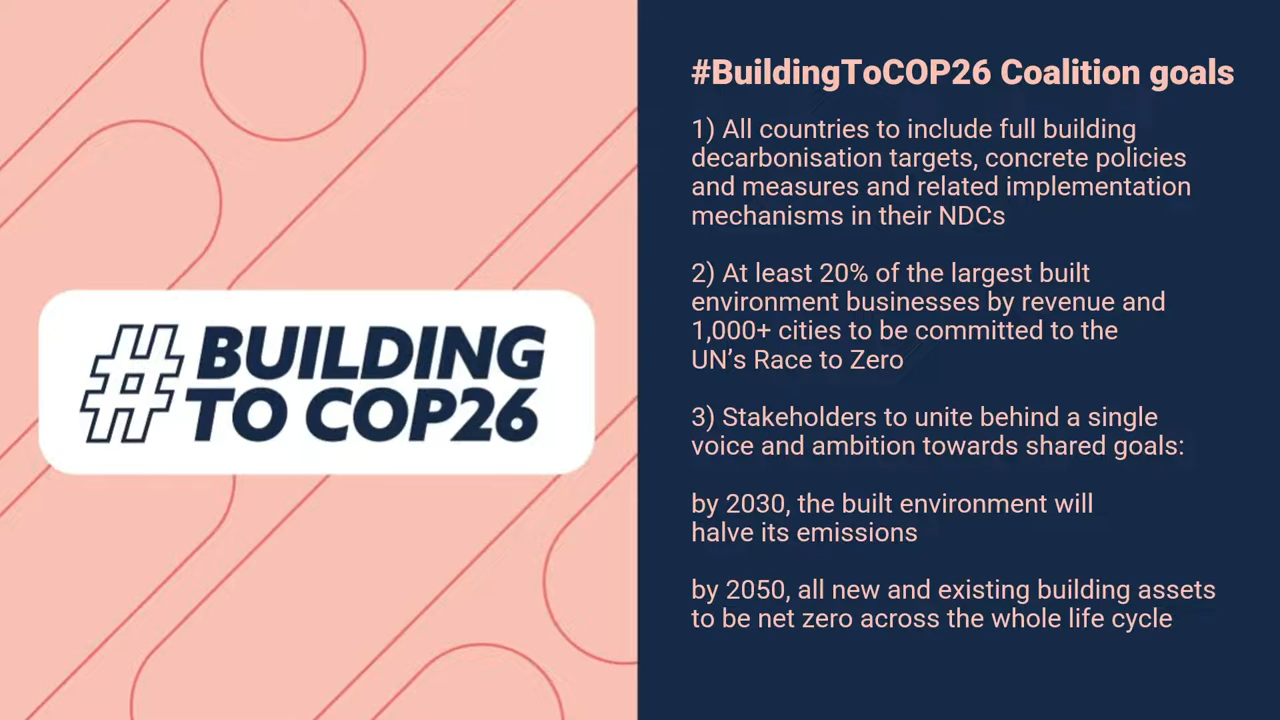 #BUILDING
TO COP26
#BuildingToCOP26 Coalition goals
1) All countries to include full building
decarbonisation targets, concrete policies
and measures and related implementation
mechanisms in their NDCs
2) At least 20% of the largest built
environment businesses by revenue and
1,000+ cities to be committed to the
UN’s Race to Zero
3) Stakeholders to unite behind a single
voice and ambition towards shared goals:
by 2030, the built environment will
halve its emissions
by 2050, all new and existing building assets
to be net zero across the whole life cycle